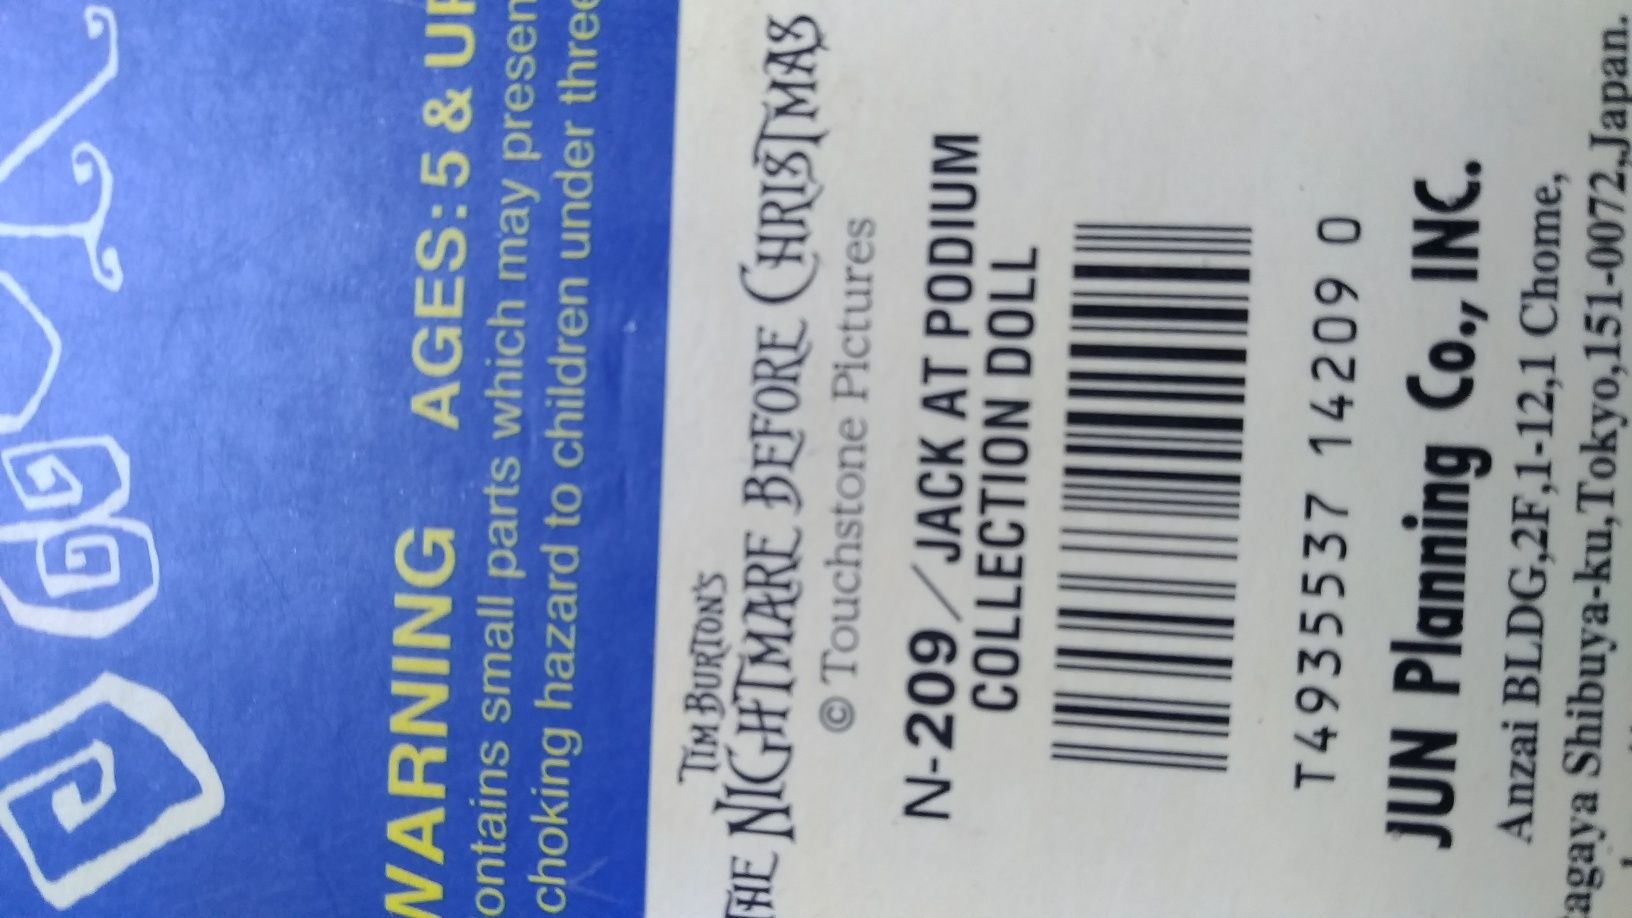 WARNING AGES: 5 & UP
ontains small parts which may presen
choking hazard to children under three
TIM BURTON'S
THE NIGHTMARE BEFORE CHRISTMAS
© Touchstone Pictures
N-209/JACK AT PODIUM
COLLECTION DOLL
T4935537 14209 0
JUN Planning Co., INC.
Anzai BLDG,2F,1-12,1 Chome,
agaya Shibuya-ku,Tokyo,151-0072,Japan.